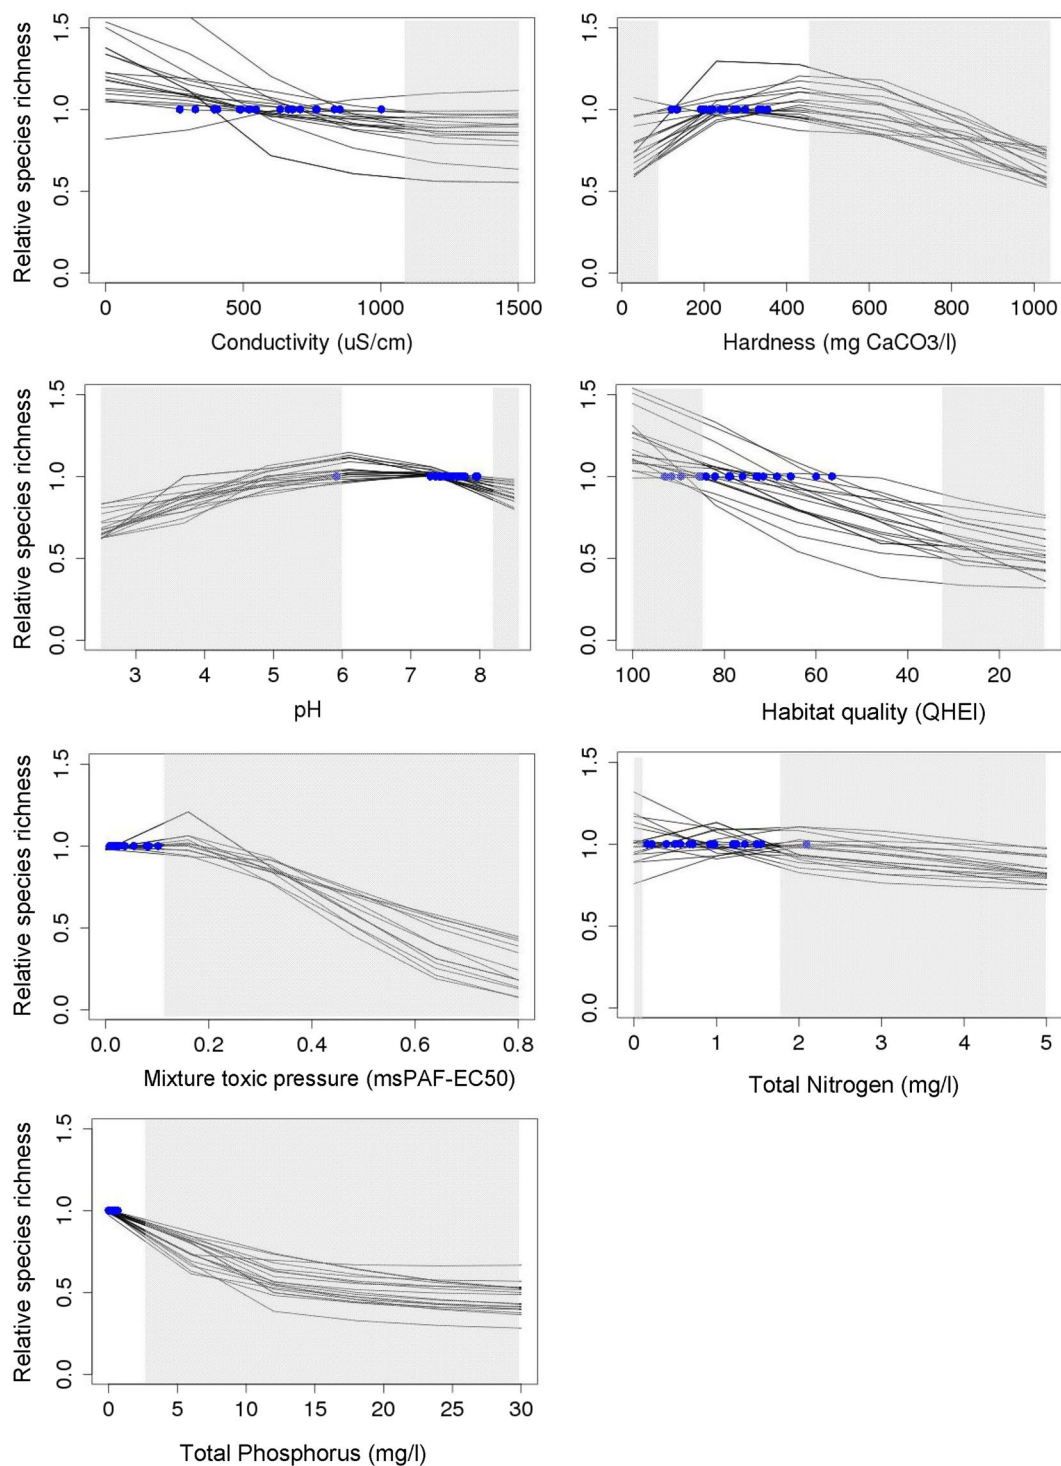 Relative species richness
0.0 0.5 1.0 1.5
0 500 1000 1500
Conductivity (uS/cm)
0.0 0.5 1.0 1.5
0 200 400 600 800 1000
Hardness (mg CaCO3/l)
Relative species richness
0.0 0.5 1.0 1.5
3 4 5 6 7 8
pH
0.0 0.5 1.0 1.5
100 80 60 40 20
Habitat quality (QHEI)
Relative species richness
0.0 0.5 1.0 1.5
0.0 0.2 0.4 0.6 0.8
Mixture toxic pressure (msPAF-EC50)
0.0 0.5 1.0 1.5
0 1 2 3 4 5
Total Nitrogen (mg/l)
Relative species richness
0.0 0.5 1.0 1.5
0 5 10 15 20 25 30
Total Phosphorus (mg/l)